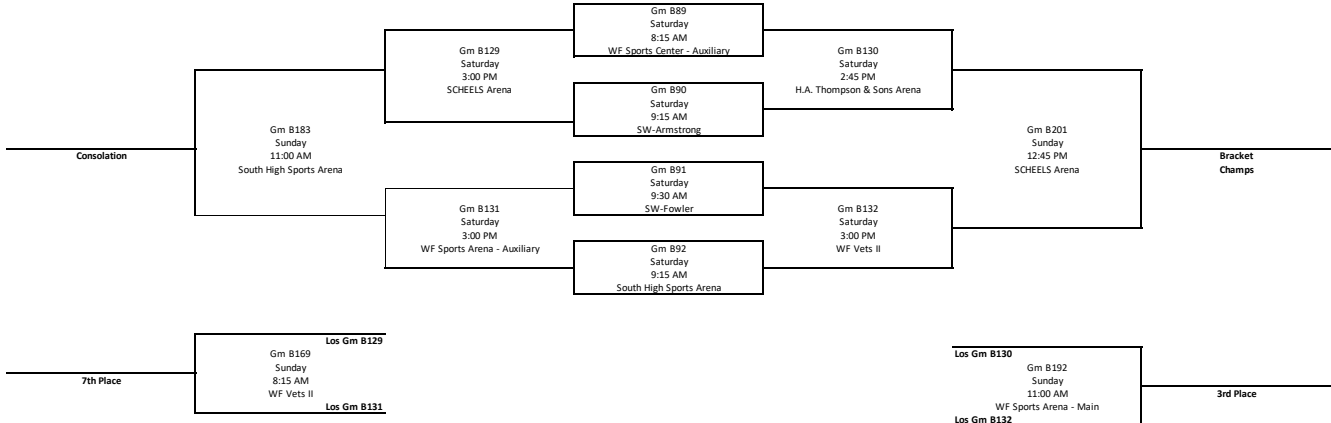 Gm B89
Saturday
8:15 AM
WF Sports Center - Auxiliary
Gm B129
Saturday
3:00 PM
SCHEELS Arena
Gm B130
Saturday
2:45 PM
H.A. Thompson & Sons Arena
Gm B90
Saturday
9:15 AM
SW-Armstrong
Gm B183
Sunday
11:00 AM
South High Sports Arena
Gm B201
Sunday
12:45 PM
SCHEELS Arena
Consolation
Bracket
Champs
Gm B91
Saturday
9:30 AM
SW-Fowler
Gm B131
Saturday
3:00 PM
WF Sports Arena - Auxiliary
Gm B132
Saturday
3:00 PM
WF Vets II
Gm B92
Saturday
9:15 AM
South High Sports Arena
Los Gm B129
Gm B169
Sunday
8:15 AM
WF Vets II
Los Gm B131
7th Place
Los Gm B130
Gm B192
Sunday
11:00 AM
WF Sports Arena - Main
Los Gm B132
3rd Place